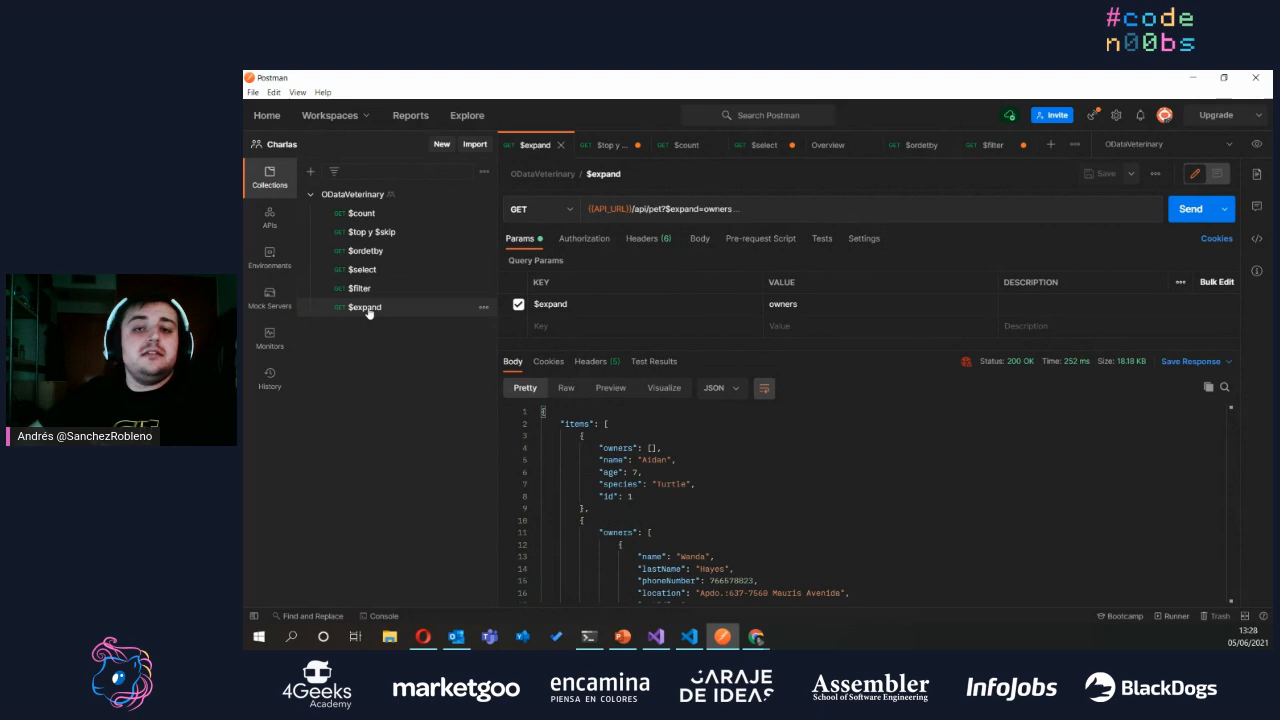 #code
n00bs
Postman
File Edit View Help
Home Workspaces Reports Explore
Search Postman
Invite
Upgrade
Charlas
New Import
GET $expand
GET $top y ...
GET $count
GET $select
Overview
GET $ordetby
GET $filter
ODataVeterinary
Collections
APIs
Environments
Mock Servers
Monitors
History
ODataVeterinary
GET $count
GET $top y $skip
GET $ordetby
GET $select
GET $filter
GET $expand
ODataVeterinary / $expand
Save
GET
{{API_URL}}/api/pet?$expand=owners...
Send
Params Authorization Headers (6) Body Pre-request Script Tests Settings
Cookies
Query Params
KEY VALUE DESCRIPTION
Bulk Edit
$expand owners
Key Value Description
Body Cookies Headers (5) Test Results
Status: 200 OK Time: 252 ms Size: 18.18 KB Save Response
Pretty Raw Preview Visualize JSON
1 {
2 "items": [
3 {
4 "owners": [],
5 "name": "Aidan",
6 "age": 7,
7 "species": "Turtle",
8 "id": 1
9 },
10 {
11 "owners": [
12 {
13 "name": "Wanda",
14 "lastName": "Hayes",
15 "phoneNumber": 766578823,
16 "location": "Apdo.:637-7560 Mauris Avenida",
Find and Replace Console
Bootcamp Runner Trash
13:28
05/06/2021
Andrés @SanchezRobleno
4Geeks
Academy
marketgoo
encamina
PIENSA EN COLORES
GARAJE
DE IDEAS
Assembler
School of Software Engineering
InfoJobs
BlackDogs